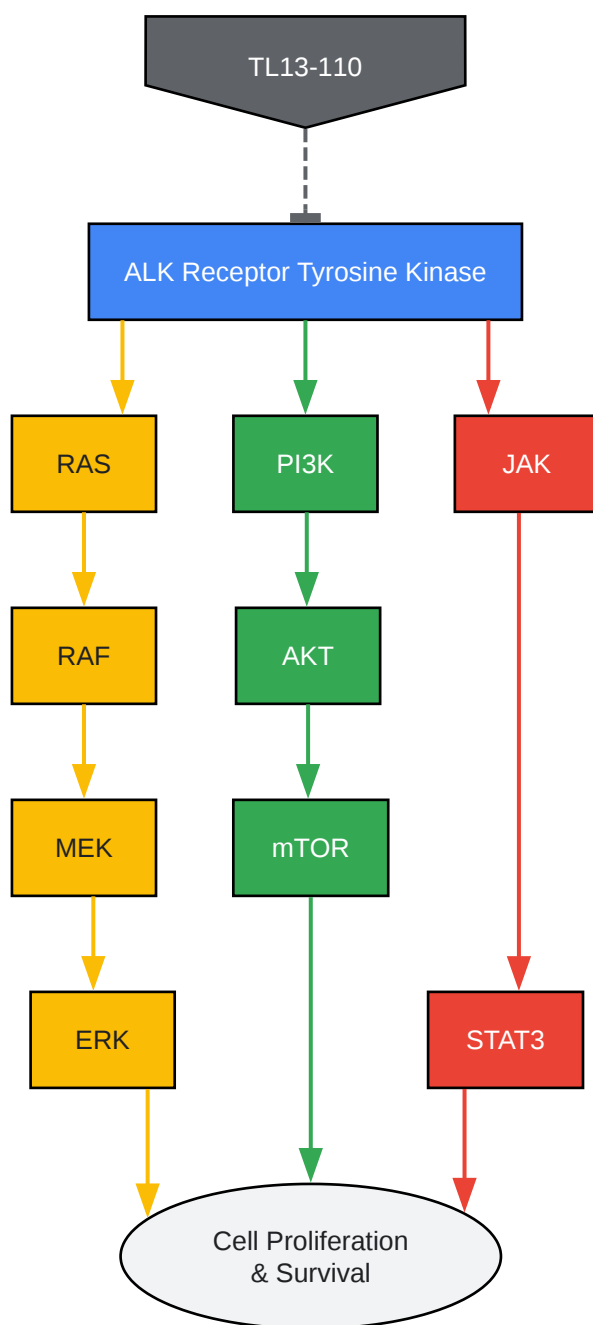 TL13-110
ALK Receptor Tyrosine Kinase
RAS
PI3K
JAK
RAF
AKT
MEK
mTOR
ERK
STAT3
Cell Proliferation
& Survival